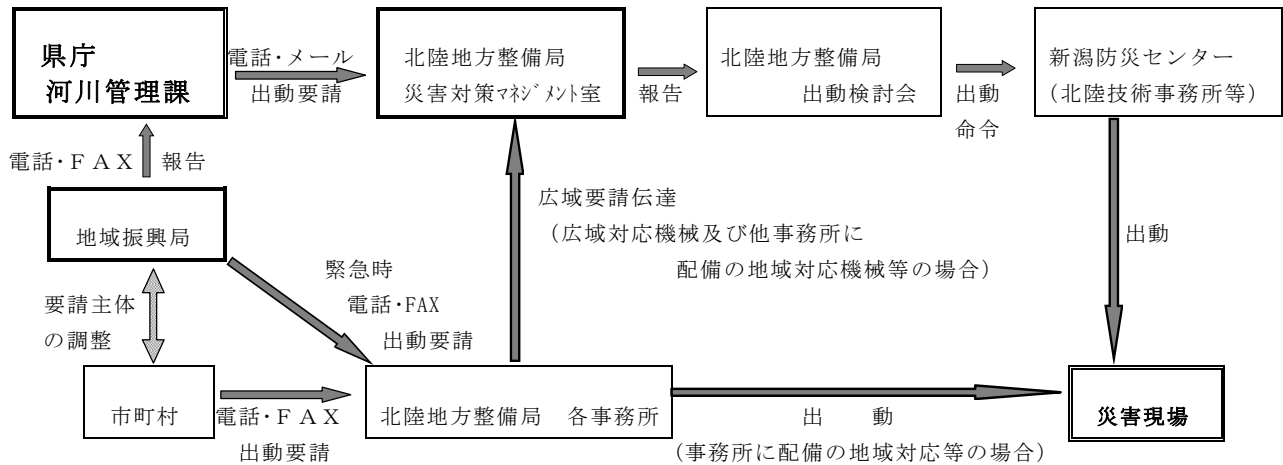 県庁
河川管理課
電話・メール
出動要請
北陸地方整備局
災害対策ﾏﾈｼﾞﾒﾝﾄ室
報告
北陸地方整備局
出動検討会
出動
命令
新潟防災センター
(北陸技術事務所等)
電話・ＦＡＸ
報告
地域振興局
広域要請伝達
(広域対応機械及び他事務所に
配備の地域対応機械等の場合)
出動
緊急時
電話・FAX
出動要請
要請主体
の調整
市町村
電話・ＦＡＸ
出動要請
北陸地方整備局　各事務所
出　　動
(事務所に配備の地域対応等の場合)
災害現場